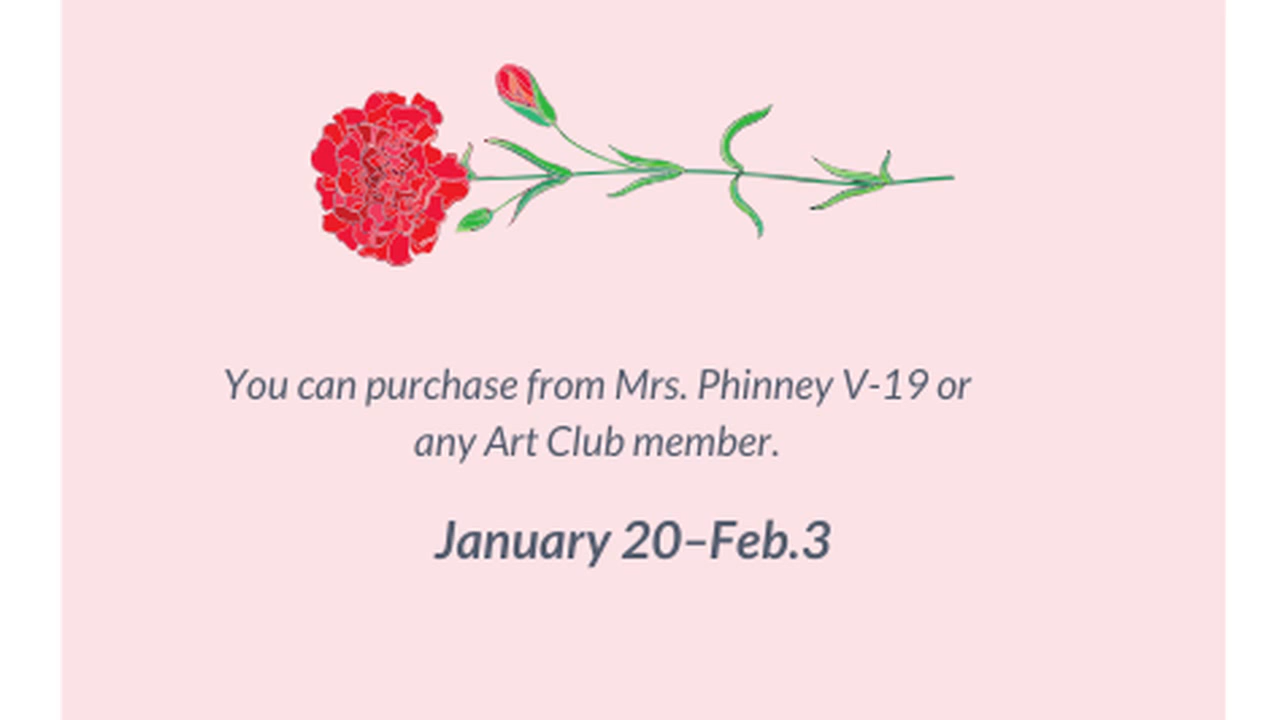 You can purchase from Mrs. Phinney V-19 or
any Art Club member.
January 20–Feb.3